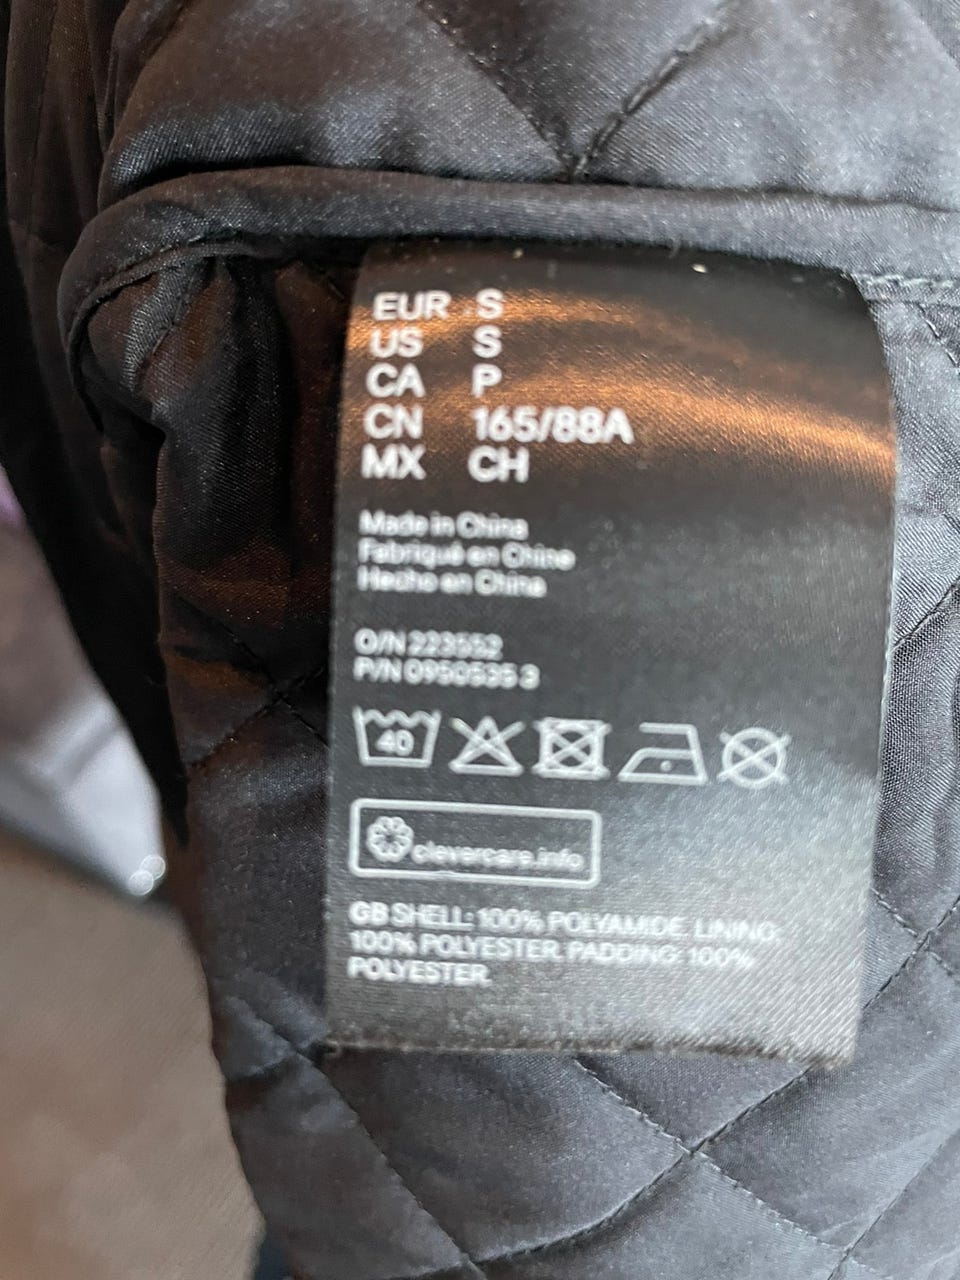 EUR S
US S
CA P
CN 165/88A
MX CH
Made in China
Fabriqué en Chine
Hecho en China
O/N 223552
P/N 0950535 3
40
clevercare.info
GB SHELL: 100% POLYAMIDE. LINING:
100% POLYESTER. PADDING: 100%
POLYESTER.